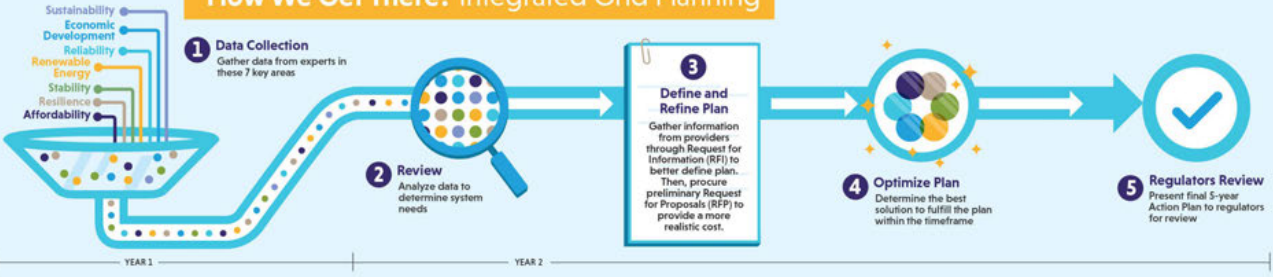 How We Get There: Integrated Grid Planning
Sustainability
Economic
Development
Reliability
Renewable
Energy
Stability
Resilience
Affordability
1
Data Collection
Gather data from experts in
these 7 key areas
2
Review
Analyze data to
determine system
needs
3
Define and
Refine Plan
Gather information
from providers
through Request for
Information (RFI) to
better define plan.
Then, procure
preliminary Request
for Proposals (RFP) to
provide a more
realistic cost.
4
Optimize Plan
Determine the best
solution to fulfill the plan
within the timeframe
5
Regulators Review
Present final 5-year
Action Plan to regulators
for review
YEAR 1
YEAR 2